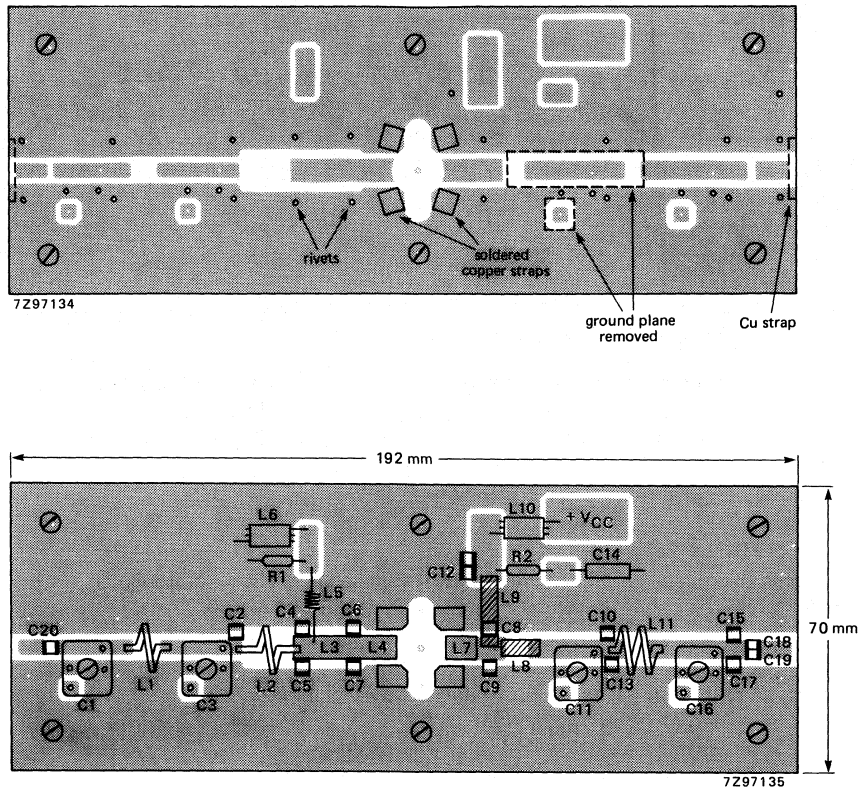 rivets
soldered
copper straps
7Z97134
ground plane
removed
Cu strap
192 mm
L6
L10
+ VCC
R1
C12
R2
C14
L5
L9
C20
C2
C4
C6
C8
C10
L11
C15
70 mm
L3
L4
L7
L8
C18
C19
L1
L2
C5
C7
C9
C13
C17
C1
C3
C11
C16
7Z97135